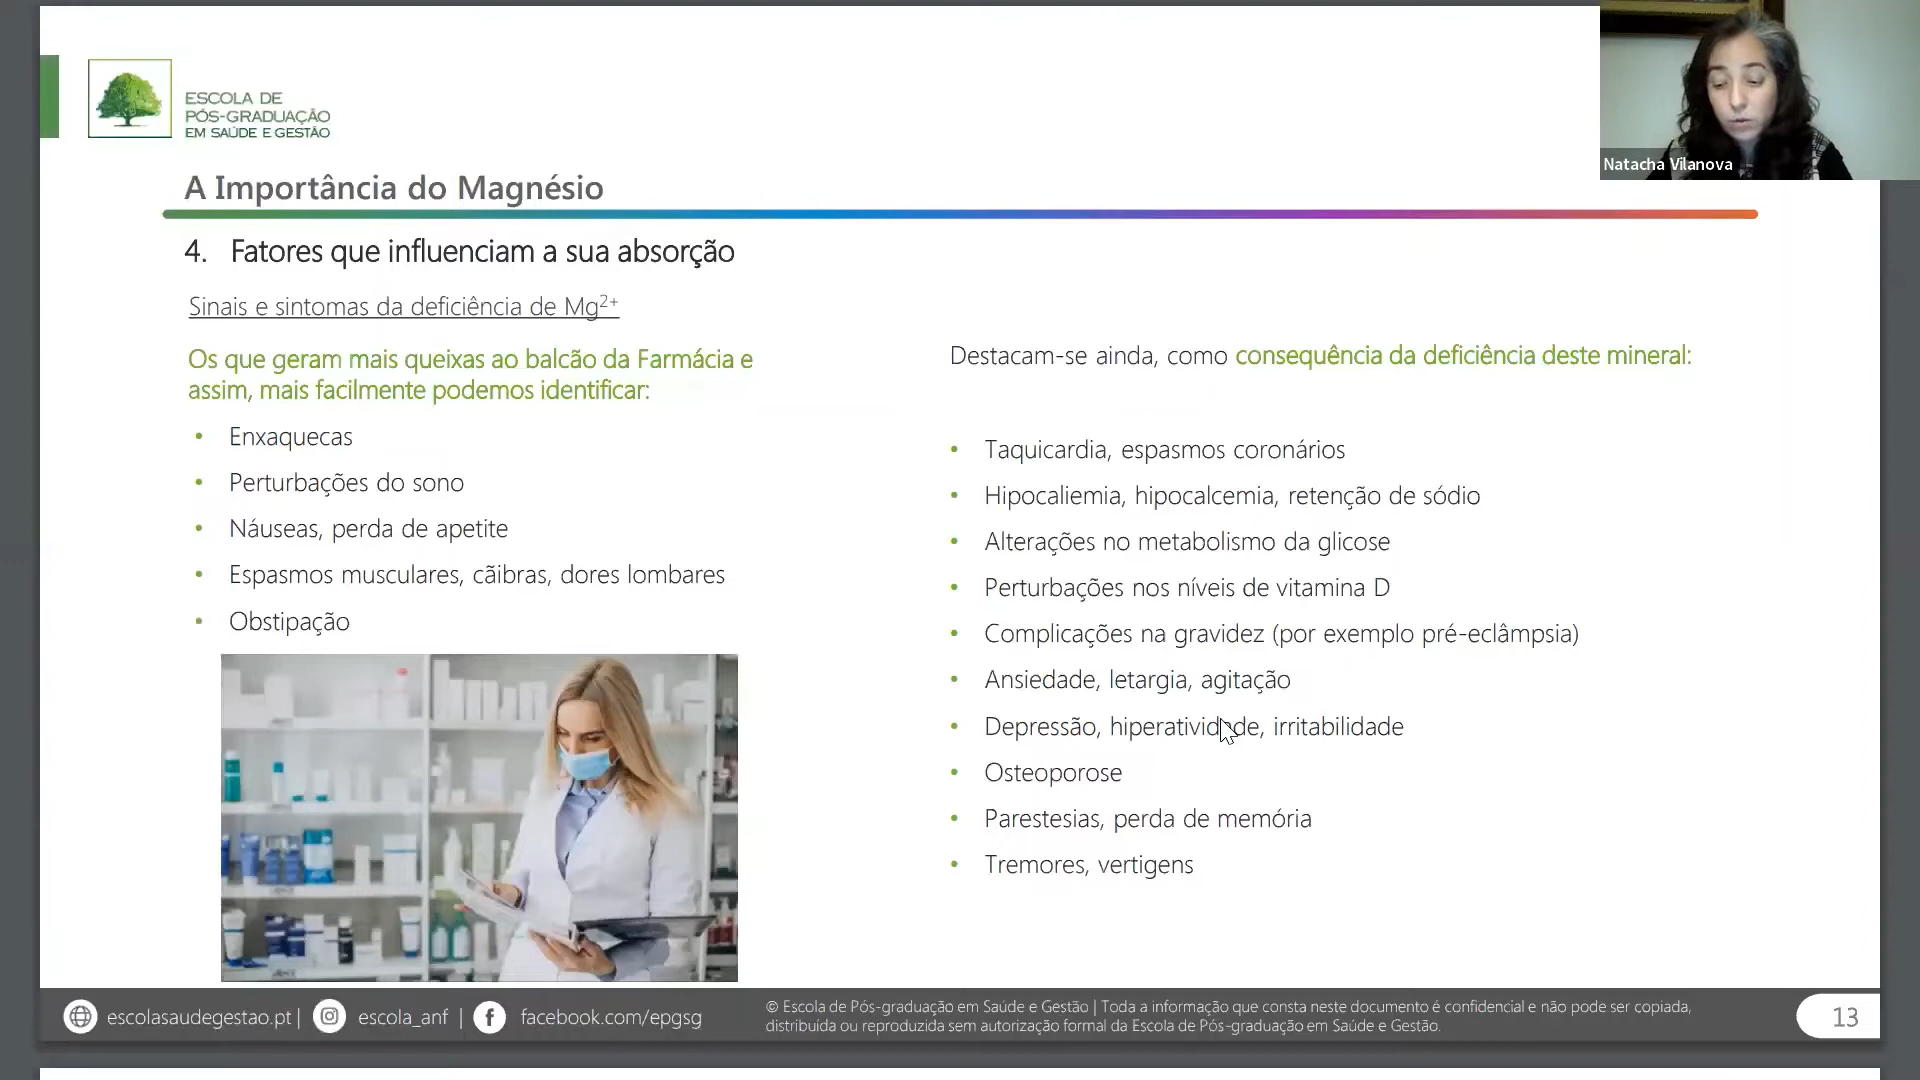 ESCOLA DE
PÓS-GRADUAÇÃO
EM SAÚDE E GESTÃO
Natacha Vilanova
A Importância do Magnésio
4. Fatores que influenciam a sua absorção
Sinais e sintomas da deficiência de Mg2+
Os que geram mais queixas ao balcão da Farmácia e
assim, mais facilmente podemos identificar:
• Enxaquecas
• Perturbações do sono
• Náuseas, perda de apetite
• Espasmos musculares, cãibras, dores lombares
• Obstipação
Destacam-se ainda, como consequência da deficiência deste mineral:
• Taquicardia, espasmos coronários
• Hipocaliemia, hipocalcemia, retenção de sódio
• Alterações no metabolismo da glicose
• Perturbações nos níveis de vitamina D
• Complicações na gravidez (por exemplo pré-eclâmpsia)
• Ansiedade, letargia, agitação
• Depressão, hiperatividade, irritabilidade
• Osteoporose
• Parestesias, perda de memória
• Tremores, vertigens
escolasaudegestao.pt | escola_anf | facebook.com/epgsg
© Escola de Pós-graduação em Saúde e Gestão | Toda a informação que consta neste documento é confidencial e não pode ser copiada,
distribuída ou reproduzida sem autorização formal da Escola de Pós-graduação em Saúde e Gestão.
13